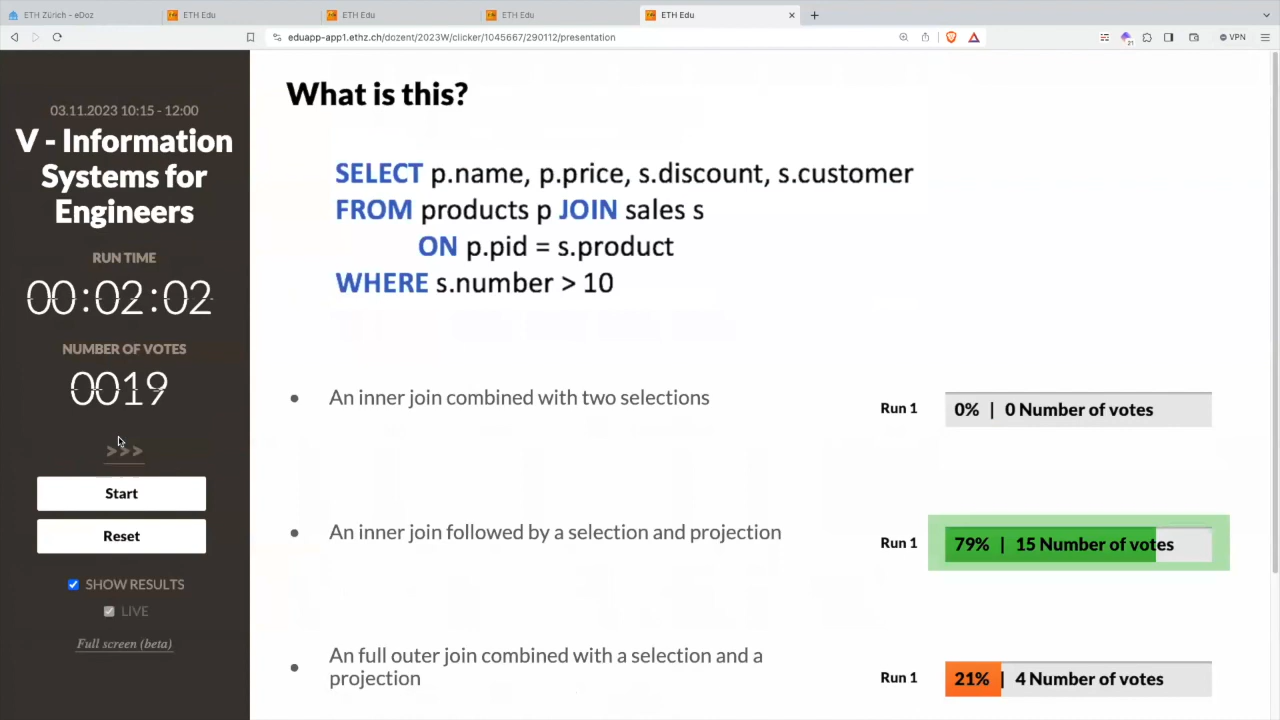 ETH Zürich - eDoz
ETH Edu
ETH Edu
ETH Edu
ETH Edu
eduapp-app1.ethz.ch/dozent/2023W/clicker/1045667/290112/presentation
21
VPN
03.11.2023 10:15 - 12:00
V - Information
Systems for
Engineers
RUN TIME
00:02:02
NUMBER OF VOTES
0019
>>>
Start
Reset
SHOW RESULTS
LIVE
Full screen (beta)
What is this?
SELECT p.name, p.price, s.discount, s.customer
FROM products p JOIN sales s
ON p.pid = s.product
WHERE s.number > 10
• An inner join combined with two selections
Run 1
0% | 0 Number of votes
• An inner join followed by a selection and projection
Run 1
79% | 15 Number of votes
• An full outer join combined with a selection and a
projection
Run 1
21% | 4 Number of votes